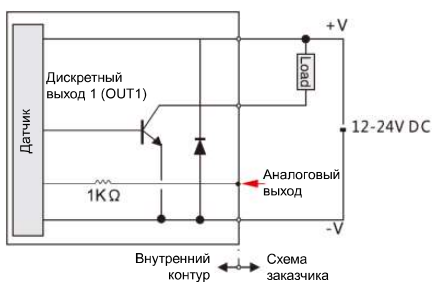 +V
Дискретный
выход 1 (OUT1)
Load
Датчик
12-24V DC
Аналоговый
выход
1KΩ
-V
Внутренний
контур
Схема
заказчика